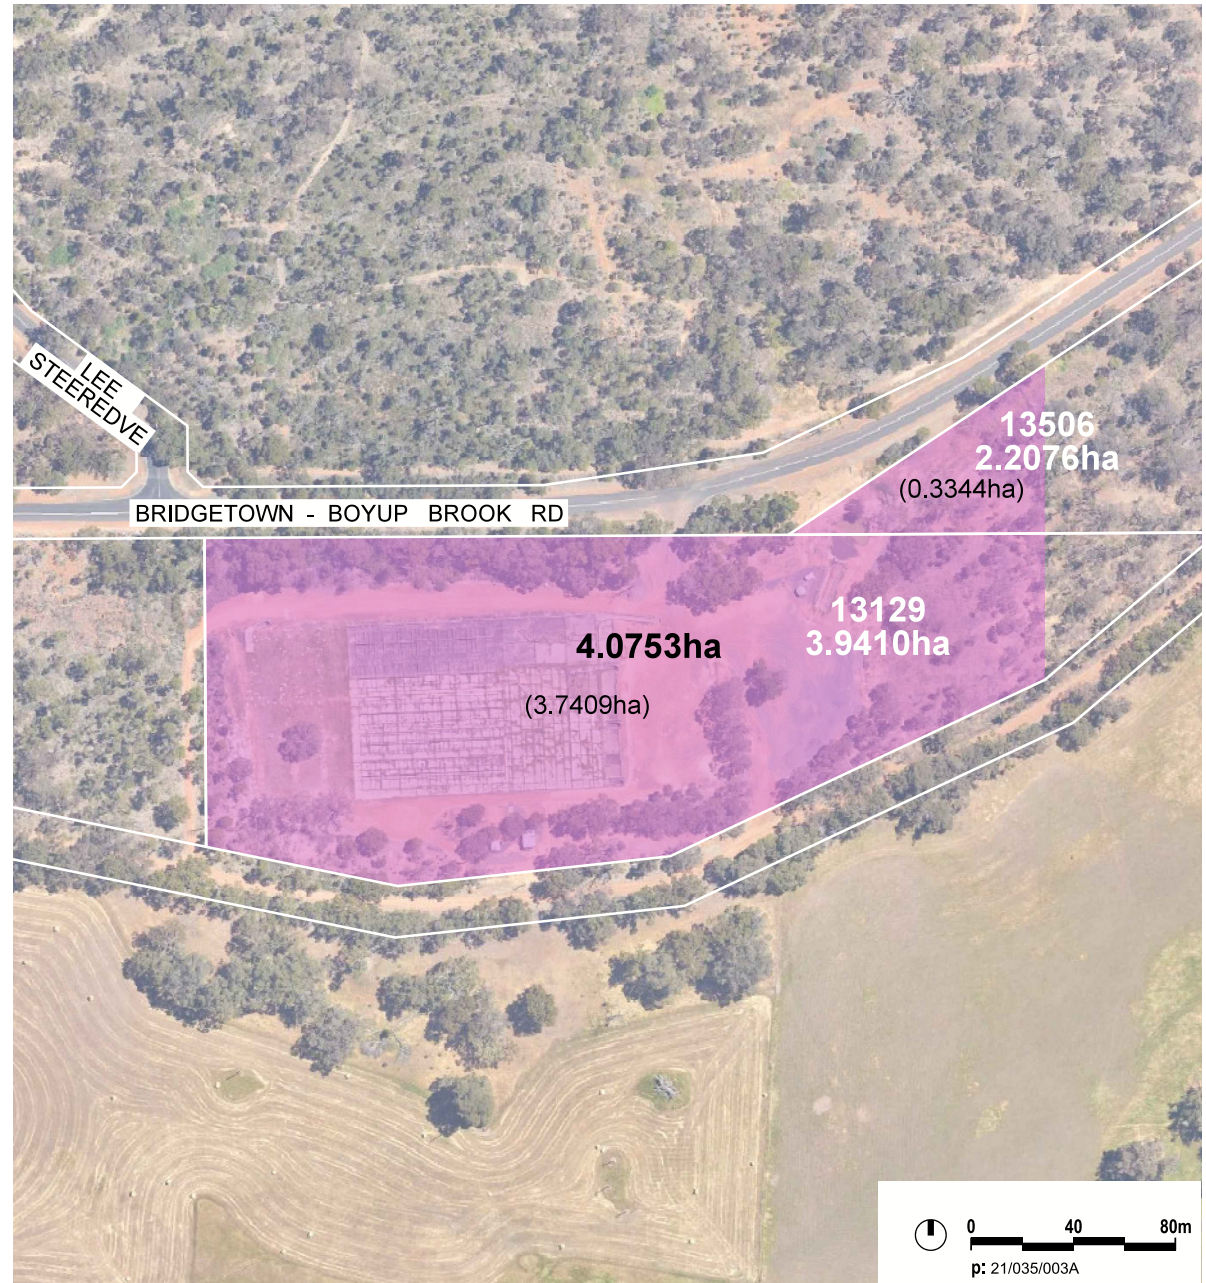 LEE
STEEREDVE
13506
2.2076ha
(0.3344ha)
BRIDGETOWN - BOYUP BROOK RD
13129
3.9410ha
4.0753ha
(3.7409ha)
0 40 80m
p: 21/035/003A